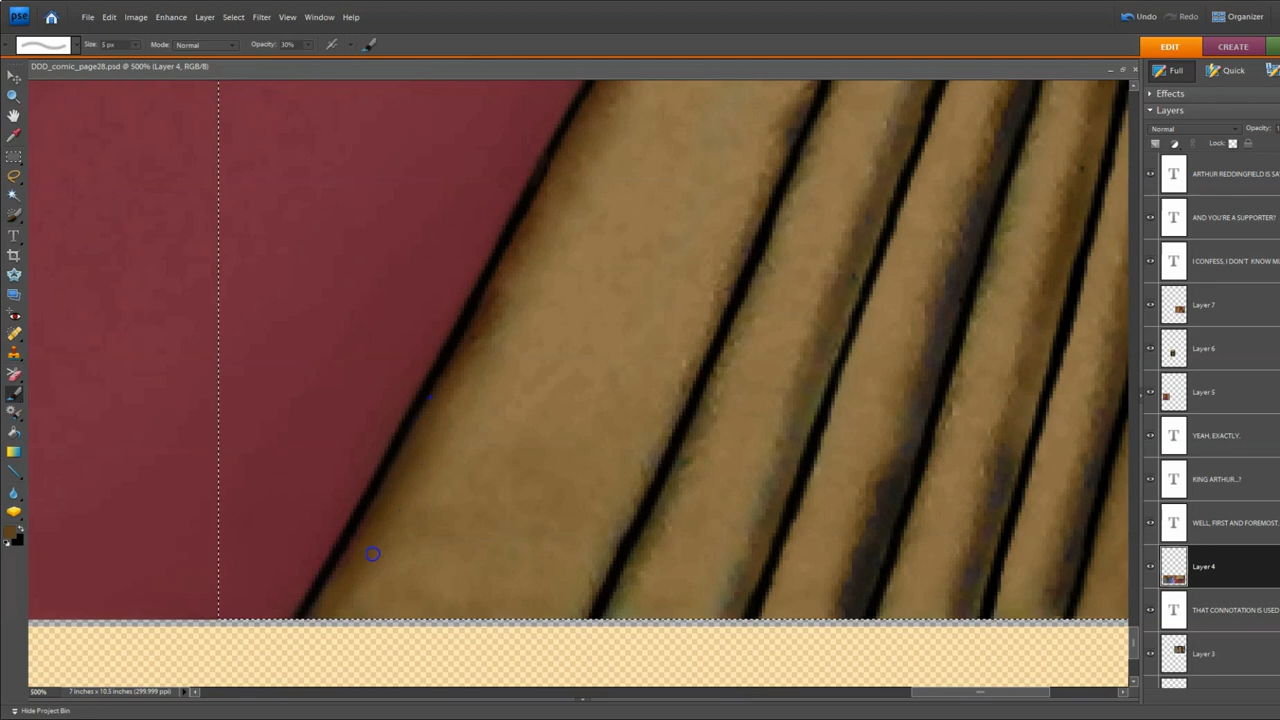 pse File Edit Image Enhance Layer Select Filter View Window Help Undo Redo Organizer
Size: 5 px Mode: Normal Opacity: 30% EDIT CREATE
DDD_comic_page28.psd @ 500% (Layer 4, RGB/8)
Full Quick
Effects
Layers
Normal Opacity: 1
Lock:
ARTHUR REDDINGFIELD IS SA
AND YOU'RE A SUPPORTER?
I CONFESS, I DON'T KNOW MU
Layer 7
Layer 6
Layer 5
YEAH, EXACTLY.
KING ARTHUR...?
WELL, FIRST AND FOREMOST,
Layer 4
THAT CONNOTATION IS USED
Layer 3
500% 7 inches x 10.5 inches (299.999 ppi)
Hide Project Bin